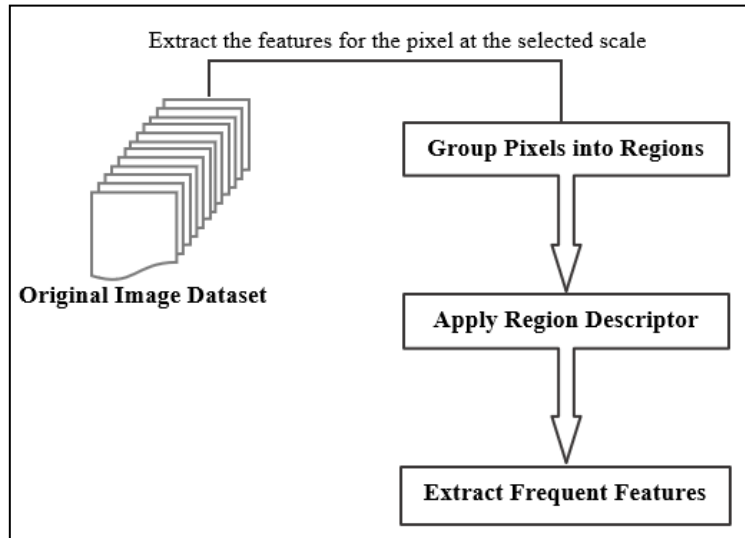 Extract the features for the pixel at the selected scale
Group Pixels into Regions
Original Image Dataset
Apply Region Descriptor
Extract Frequent Features